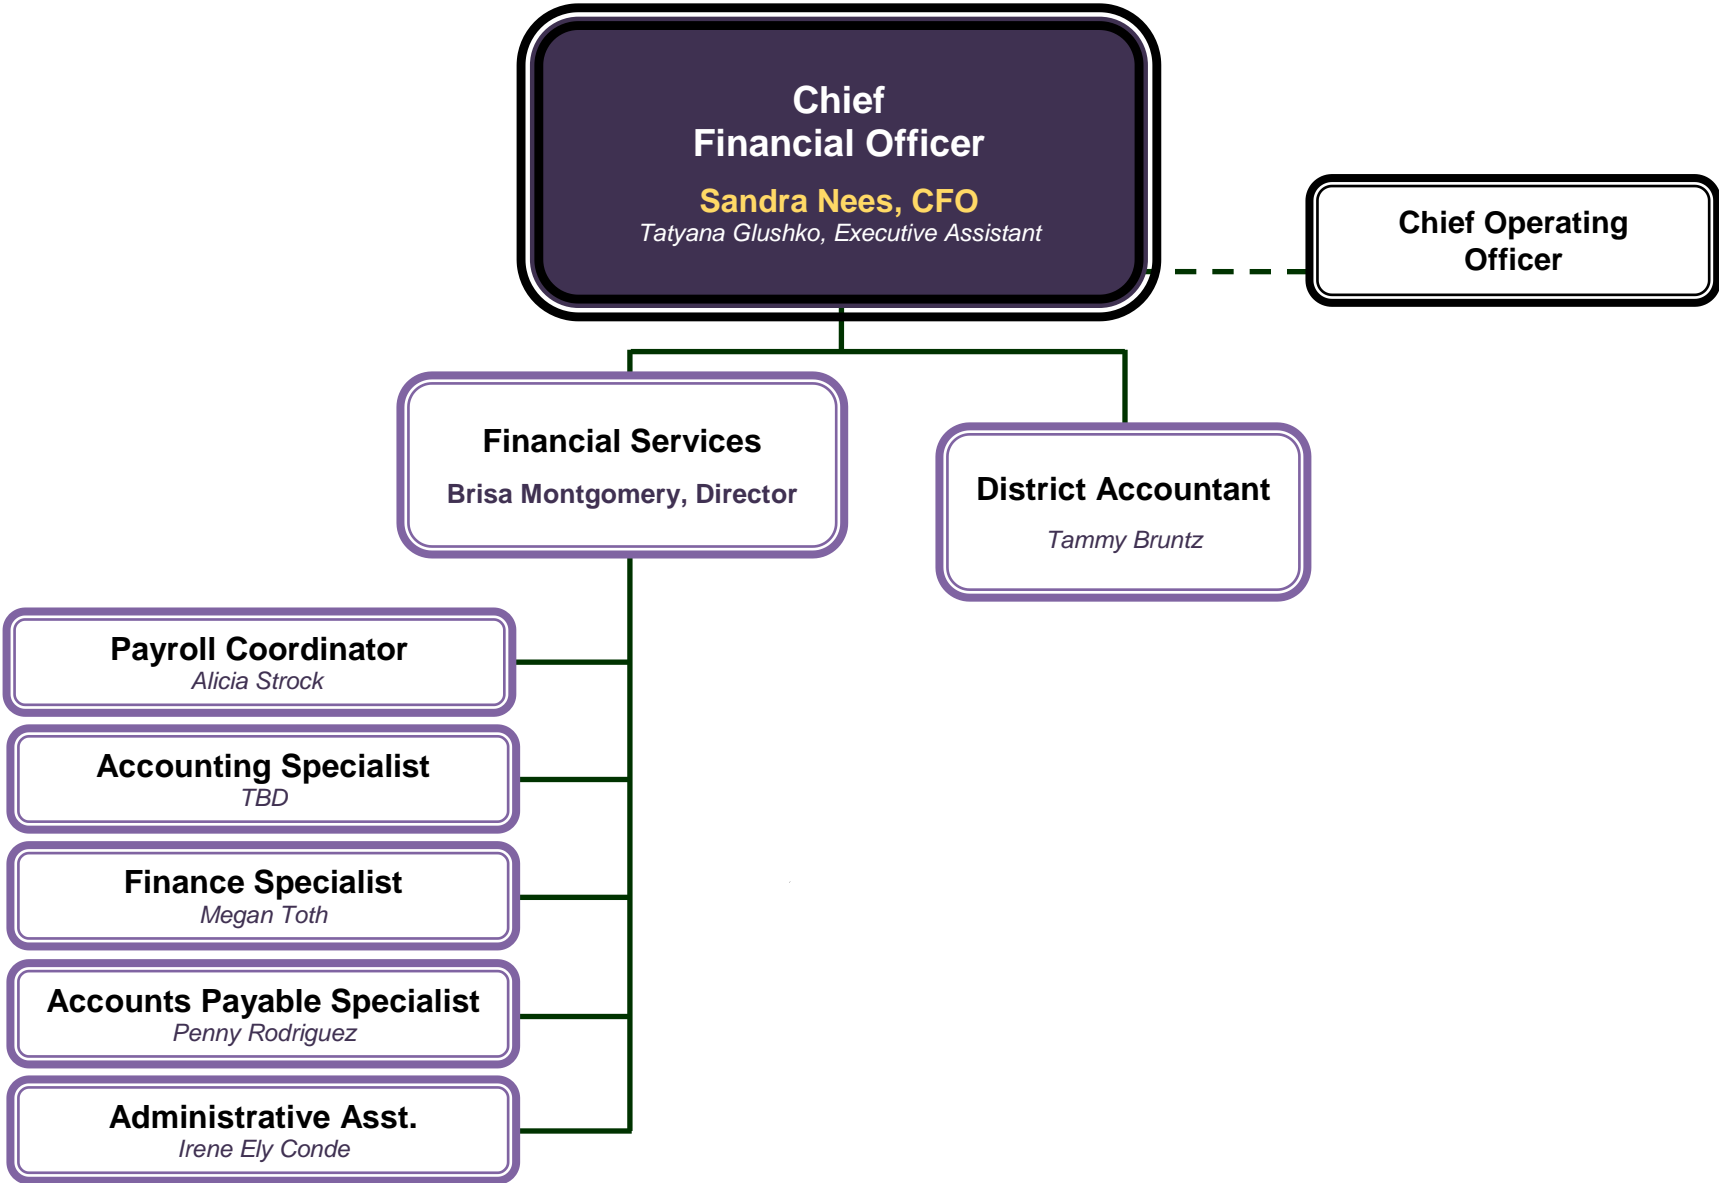 Chief
Financial Officer
Sandra Nees, CFO
Tatyana Glushko, Executive Assistant
Chief Operating
Officer
Financial Services
Brisa Montgomery, Director
District Accountant
Tammy Bruntz
Payroll Coordinator
Alicia Strock
Accounting Specialist
TBD
Finance Specialist
Megan Toth
Accounts Payable Specialist
Penny Rodriguez
Administrative Asst.
Irene Ely Conde